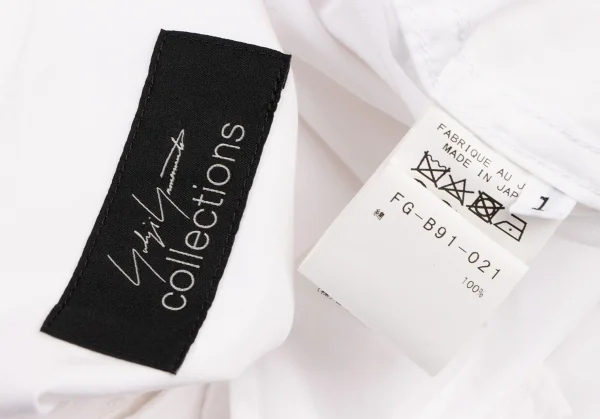 Yohji Yamamoto
collections
FABRIQUE AU J
MADE IN JAP
1
FG-B91-021
綿 100%